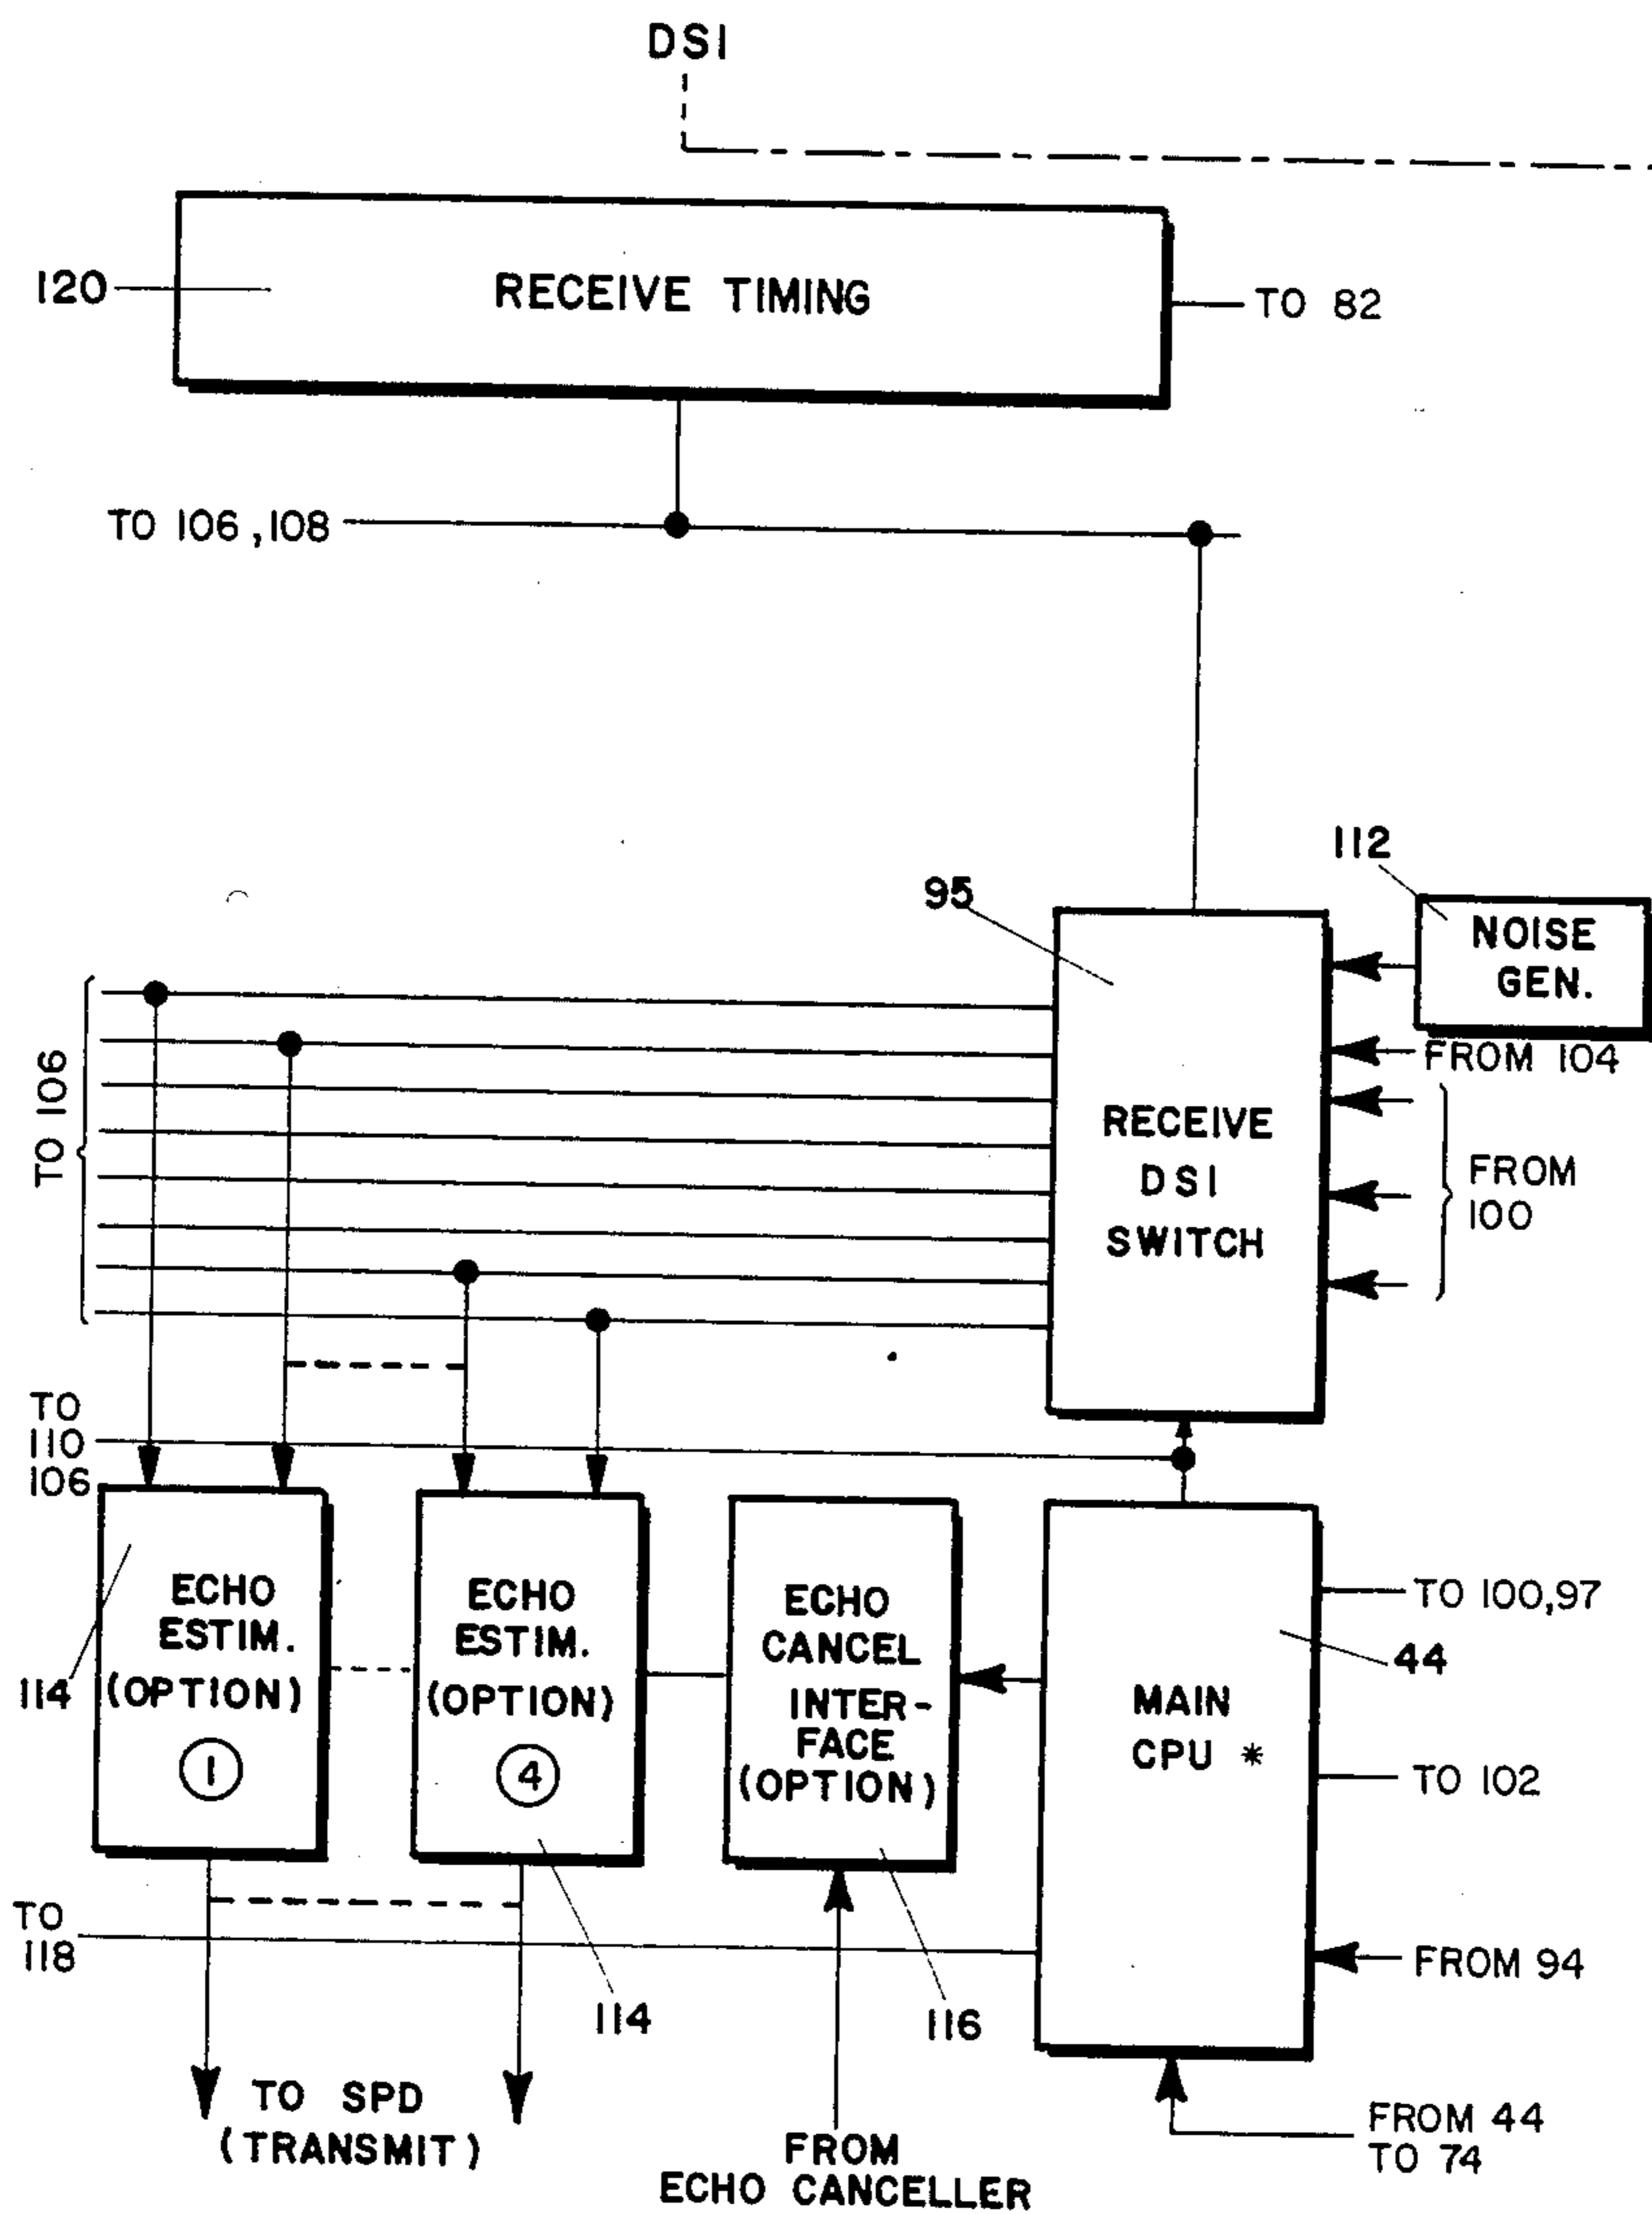 DSI
120
RECEIVE TIMING
TO 82
TO 106,108
112
95
NOISE
GEN.
FROM 104
TO 106
RECEIVE
DSI
SWITCH
FROM
100
TO
110
106
ECHO
ESTIM.
(OPTION)
1
114
ECHO
ESTIM.
(OPTION)
4
ECHO
CANCEL
INTER-
FACE
(OPTION)
MAIN
CPU *
TO 100,97
44
TO 102
TO
118
FROM 94
114
116
TO SPD
(TRANSMIT)
FROM
ECHO CANCELLER
FROM 44
TO 74